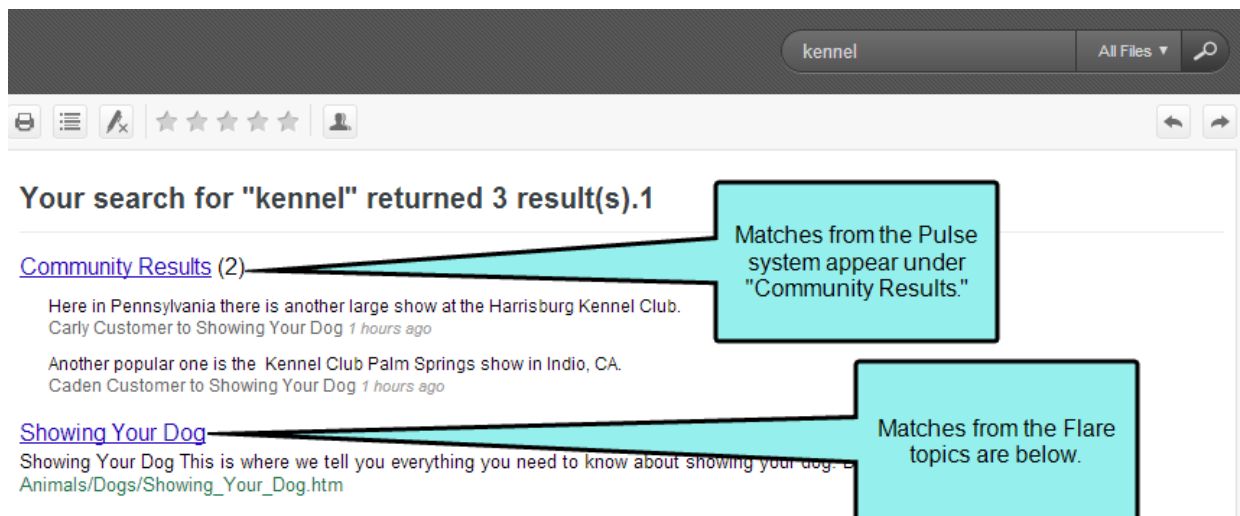 kennel
All Files
Your search for "kennel" returned 3 result(s).1
Community Results (2)
Matches from the Pulse
system appear under
"Community Results."
Here in Pennsylvania there is another large show at the Harrisburg Kennel Club.
Carly Customer to Showing Your Dog 1 hours ago
Another popular one is the Kennel Club Palm Springs show in Indio, CA.
Caden Customer to Showing Your Dog 1 hours ago
Showing Your Dog
Matches from the Flare
topics are below.
Showing Your Dog This is where we tell you everything you need to know about showing your dog.
Animals/Dogs/Showing_Your_Dog.htm